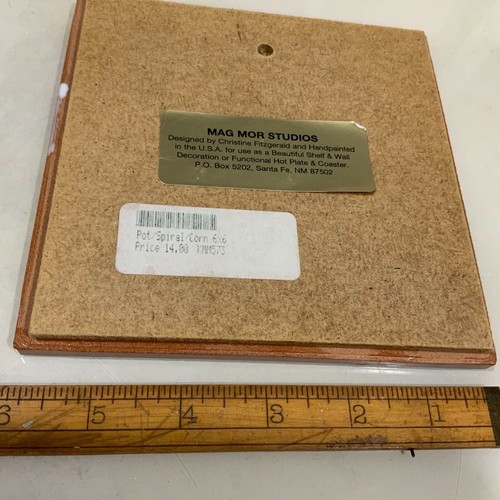 MAG MOR STUDIOS
Designed by Christine Fitzgerald and Handpainted
in the U.S.A. for use as a Beautiful Shelf & Wall
Decoration or Functional Hot Plate & Coaster.
P.O. Box 5202, Santa Fe, NM 87502
Pot/Spiral/Corn 6x6
Price 14.00 KMM573
6 5 4 3 2 1